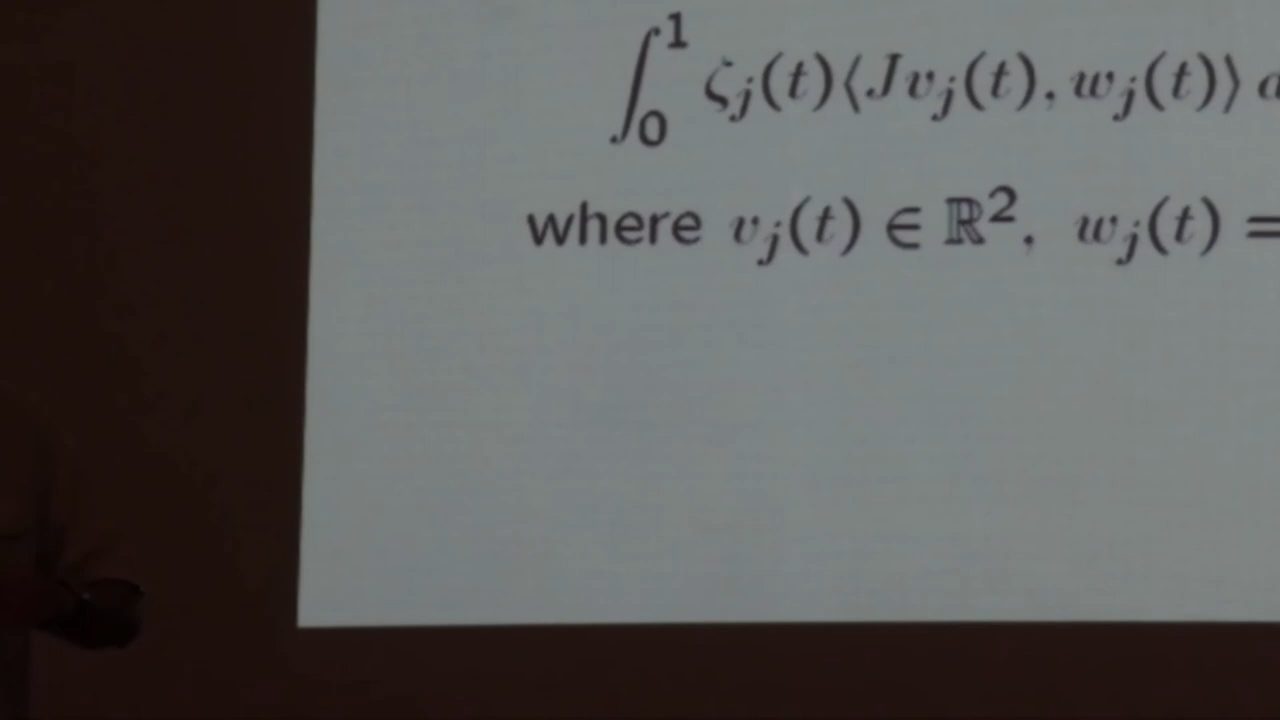 ∫₀¹ ζⱼ(t)⟨Jvⱼ(t), wⱼ(t)⟩
where vⱼ(t) ∈ ℝ², wⱼ(t) =